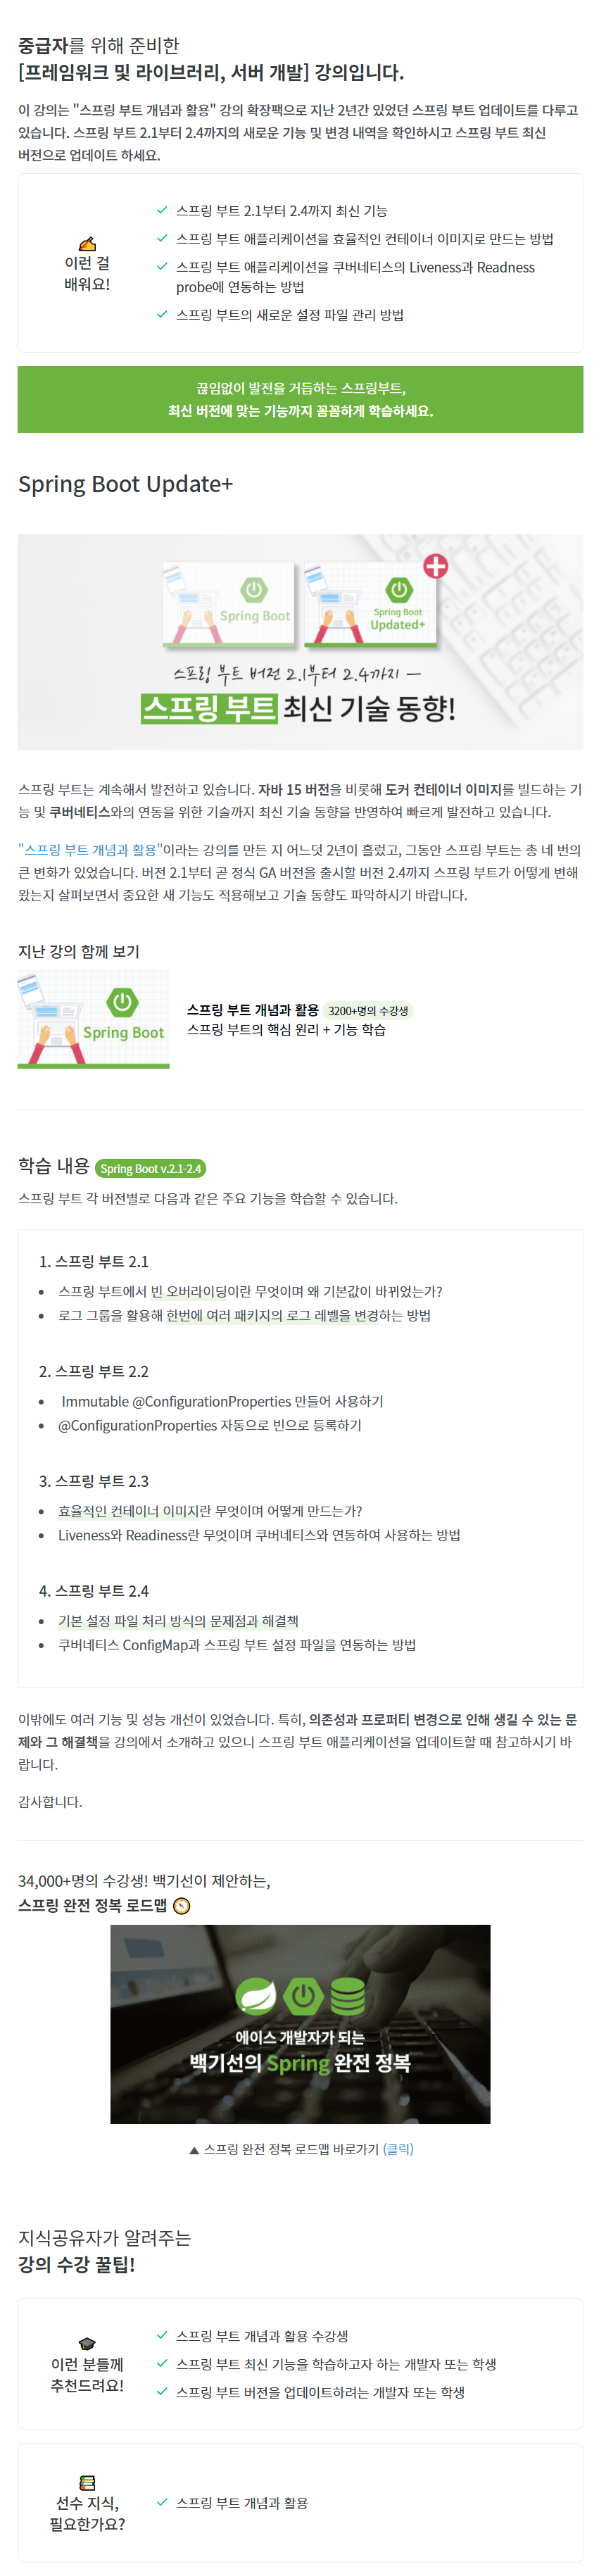 중급자를 위해 준비한
[프레임워크 및 라이브러리, 서버 개발] 강의입니다.
이 강의는 "스프링 부트 개념과 활용" 강의 확장팩으로 지난 2년간 있었던 스프링 부트 업데이트를 다루고
있습니다. 스프링 부트 2.1부터 2.4까지의 새로운 기능 및 변경 내역을 확인하시고 스프링 부트 최신
버전으로 업데이트 하세요.
이런 걸
배워요!
스프링 부트 2.1부터 2.4까지 최신 기능
스프링 부트 애플리케이션을 효율적인 컨테이너 이미지로 만드는 방법
스프링 부트 애플리케이션을 쿠버네티스의 Liveness과 Readness
probe에 연동하는 방법
스프링 부트의 새로운 설정 파일 관리 방법
끊임없이 발전을 거듭하는 스프링부트,
최신 버전에 맞는 기능까지 꼼꼼하게 학습하세요.
Spring Boot Update+
Spring Boot
Spring Boot
Updated+
스프링 부트 버전 2.1부터 2.4까지 —
스프링 부트 최신 기술 동향!
스프링 부트는 계속해서 발전하고 있습니다. 자바 15 버전을 비롯해 도커 컨테이너 이미지를 빌드하는 기
능 및 쿠버네티스와의 연동을 위한 기술까지 최신 기술 동향을 반영하여 빠르게 발전하고 있습니다.
"스프링 부트 개념과 활용"이라는 강의를 만든 지 어느덧 2년이 흘렀고, 그동안 스프링 부트는 총 네 번의
큰 변화가 있었습니다. 버전 2.1부터 곧 정식 GA 버전을 출시할 버전 2.4까지 스프링 부트가 어떻게 변해
왔는지 살펴보면서 중요한 새 기능도 적용해보고 기술 동향도 파악하시기 바랍니다.
지난 강의 함께 보기
Spring Boot
스프링 부트 개념과 활용 3200+명의 수강생
스프링 부트의 핵심 원리 + 기능 학습
학습 내용 Spring Boot v.2.1-2.4
스프링 부트 각 버전별로 다음과 같은 주요 기능을 학습할 수 있습니다.
1. 스프링 부트 2.1
스프링 부트에서 빈 오버라이딩이란 무엇이며 왜 기본값이 바뀌었는가?
로그 그룹을 활용해 한번에 여러 패키지의 로그 레벨을 변경하는 방법
2. 스프링 부트 2.2
Immutable @ConfigurationProperties 만들어 사용하기
@ConfigurationProperties 자동으로 빈으로 등록하기
3. 스프링 부트 2.3
효율적인 컨테이너 이미지란 무엇이며 어떻게 만드는가?
Liveness와 Readiness란 무엇이며 쿠버네티스와 연동하여 사용하는 방법
4. 스프링 부트 2.4
기본 설정 파일 처리 방식의 문제점과 해결책
쿠버네티스 ConfigMap과 스프링 부트 설정 파일을 연동하는 방법
이밖에도 여러 기능 및 성능 개선이 있었습니다. 특히, 의존성과 프로퍼티 변경으로 인해 생길 수 있는 문
제와 그 해결책을 강의에서 소개하고 있으니 스프링 부트 애플리케이션을 업데이트할 때 참고하시기 바
랍니다.
감사합니다.
34,000+명의 수강생! 백기선이 제안하는,
스프링 완전 정복 로드맵
에이스 개발자가 되는
백기선의 Spring 완전 정복
▲ 스프링 완전 정복 로드맵 바로가기 (클릭)
지식공유자가 알려주는
강의 수강 꿀팁!
이런 분들께
추천드려요!
스프링 부트 개념과 활용 수강생
스프링 부트 최신 기능을 학습하고자 하는 개발자 또는 학생
스프링 부트 버전을 업데이트하려는 개발자 또는 학생
선수 지식,
필요한가요?
스프링 부트 개념과 활용